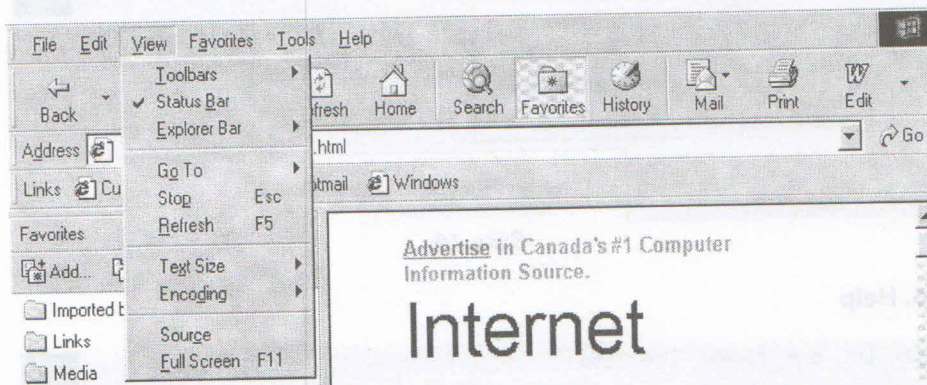 File Edit View Favorites Tools Help
Back
Toolbars
✓ Status Bar
Explorer Bar
Go To
Stop Esc
Refresh F5
Text Size
Encoding
Source
Full Screen F11
fresh Home Search Favorites History Mail Print Edit
Address .html Go
Links Cu otmail Windows
Favorites
Add...
Imported b
Links
Media
Advertise in Canada's #1 Computer
Information Source.
Internet
. Help